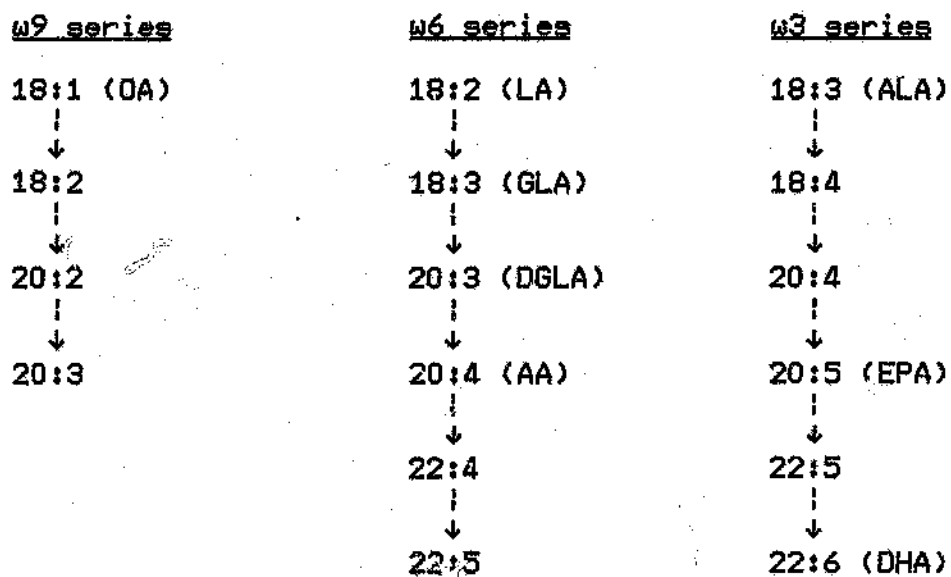 ω9 series ω6 series ω3 series
18:1 (OA) 18:2 (LA) 18:3 (ALA)
18:2 18:3 (GLA) 18:4
20:2 20:3 (DGLA) 20:4
20:3 20:4 (AA) 20:5 (EPA)
22:4 22:5
22:5 22:6 (DHA)